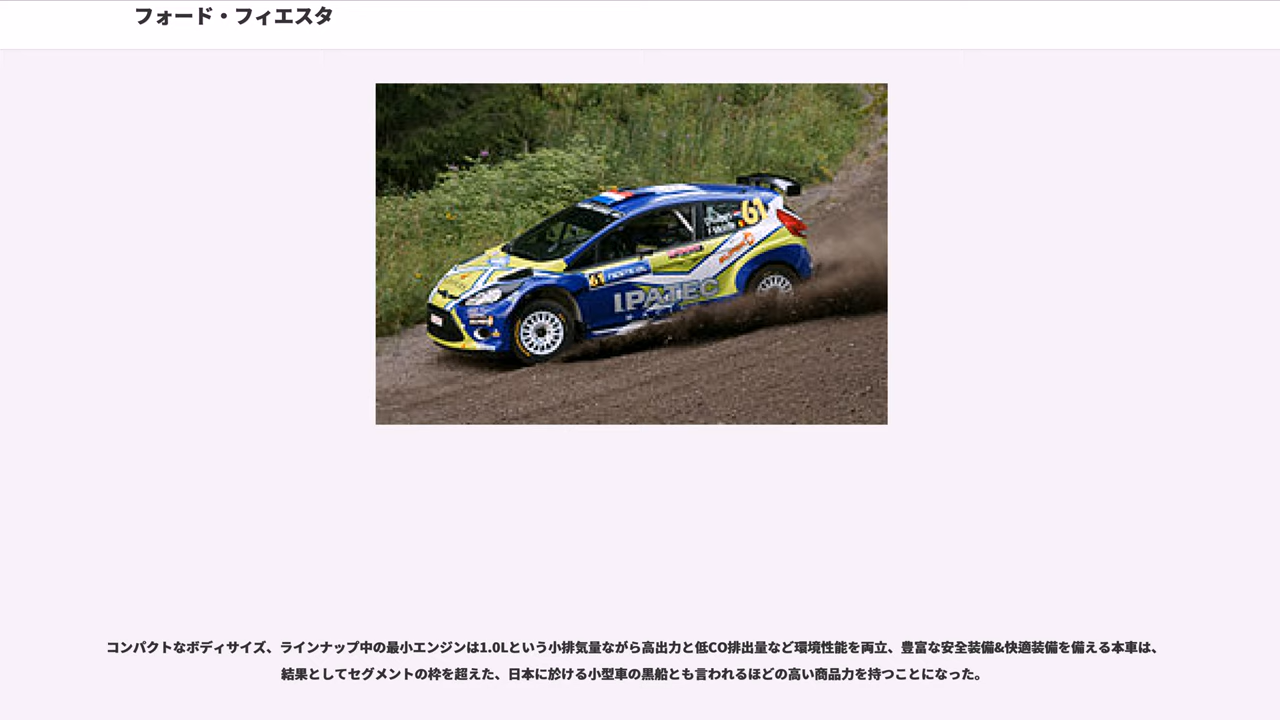 フォード・フィエスタ
61
61
IPATEC
コンパクトなボディサイズ、ラインナップ中の最小エンジンは1.0Lという小排気量ながら高出力と低CO排出量など環境性能を両立、豊富な安全装備&快適装備を備える本車は、
結果としてセグメントの枠を超えた、日本に於ける小型車の黒船とも言われるほどの高い商品力を持つことになった。